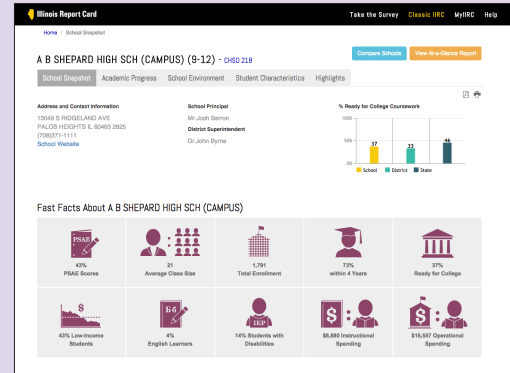 Illinois Report Card
Take the Survey Classic IIRC MyIIRC Help
Home / School Snapshot
A B SHEPARD HIGH SCH (CAMPUS) (9-12) - CHSD 218
Compare Schools
View At-a-Glance Report
School Snapshot Academic Progress School Environment Student Characteristics Highlights
Address and Contact Information
13049 S RIDGELAND AVE
PALOS HEIGHTS IL 60463 2625
(708)371-1111
School Website
School Principal
Mr.Josh Barron
District Superintendent
Dr.John Byrne
% Ready for College Coursework
100%
50%
0%
37
33
46
School District State
Fast Facts About A B SHEPARD HIGH SCH (CAMPUS)
PSAE
43%
PSAE Scores
21
Average Class Size
1,791
Total Enrollment
73%
within 4 Years
37%
Ready for College
$
43% Low-Income
Students
4%
English Learners
IEP
14% Students with
Disabilities
$
$8,880 Instructional
Spending
$
$16,557 Operational
Spending